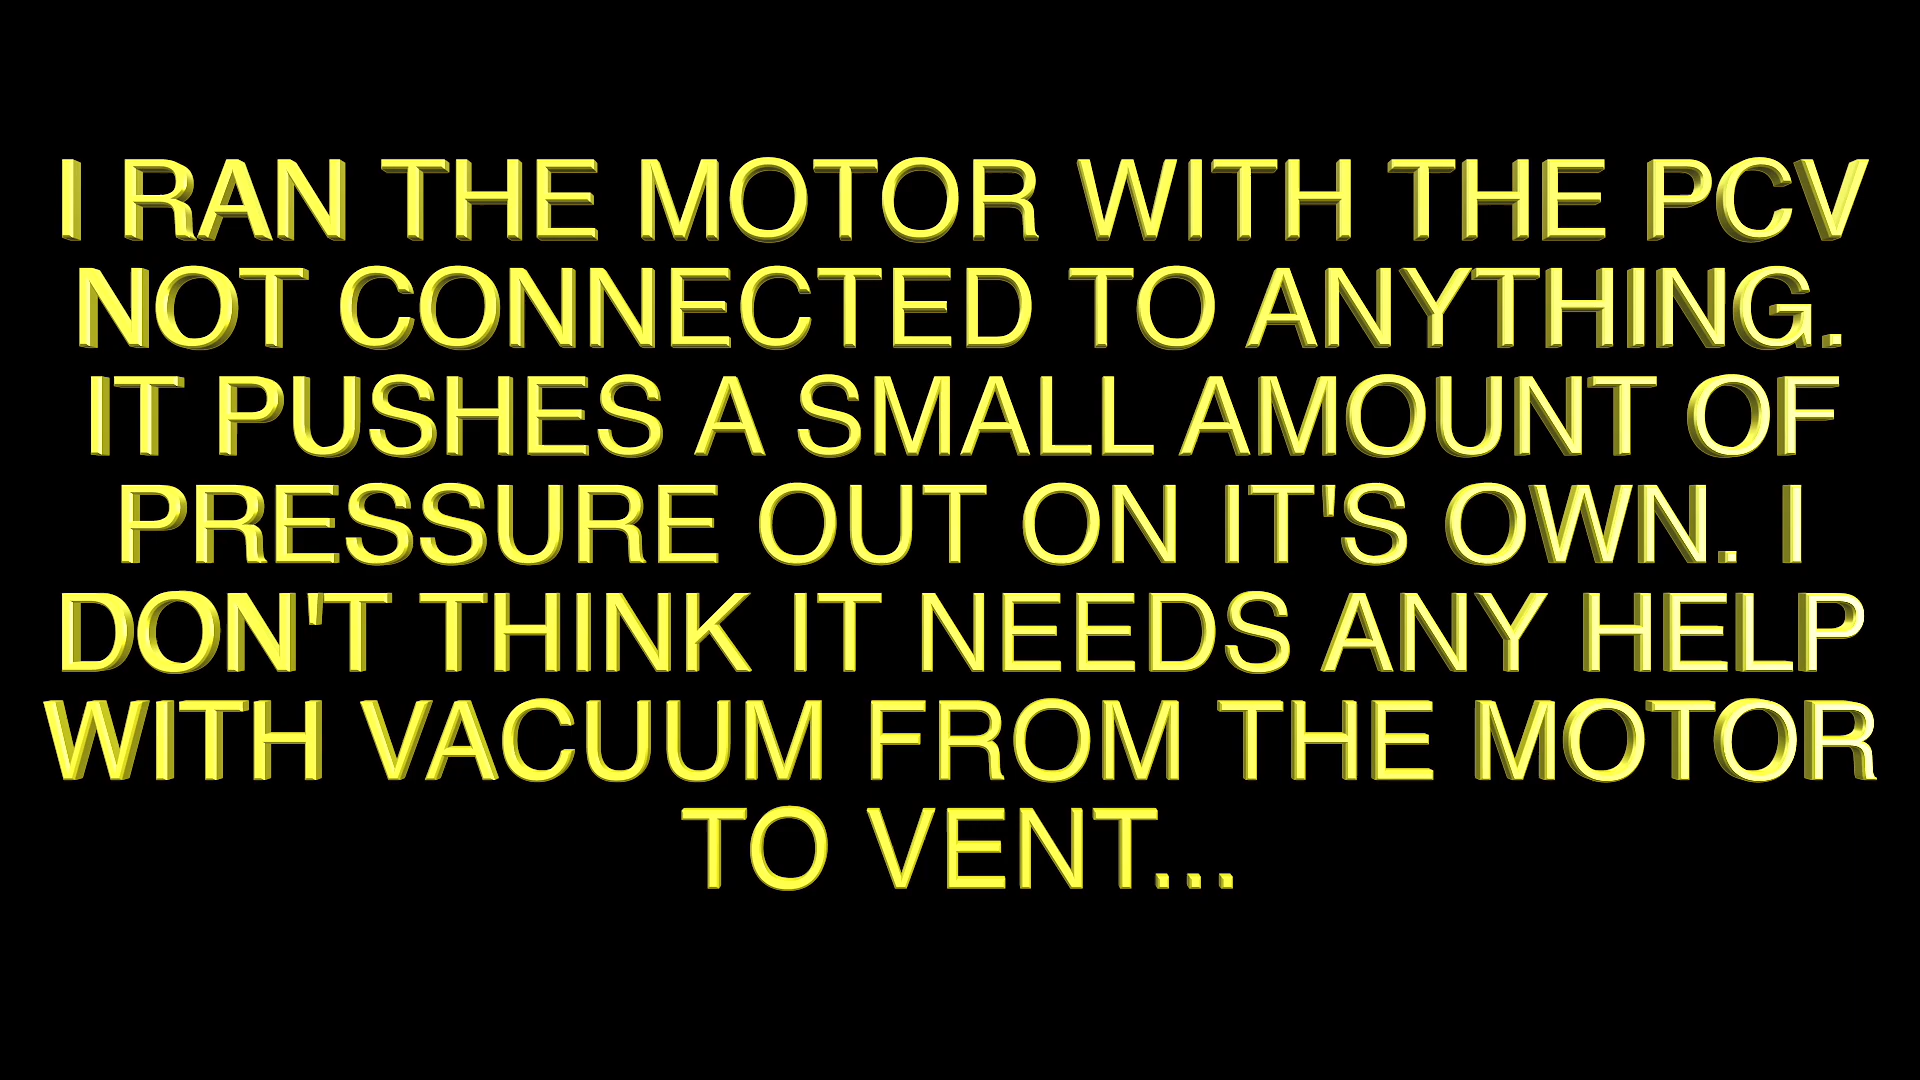 I RAN THE MOTOR WITH THE PCV
NOT CONNECTED TO ANYTHING.
IT PUSHES A SMALL AMOUNT OF
PRESSURE OUT ON IT'S OWN. I
DON'T THINK IT NEEDS ANY HELP
WITH VACUUM FROM THE MOTOR
TO VENT...